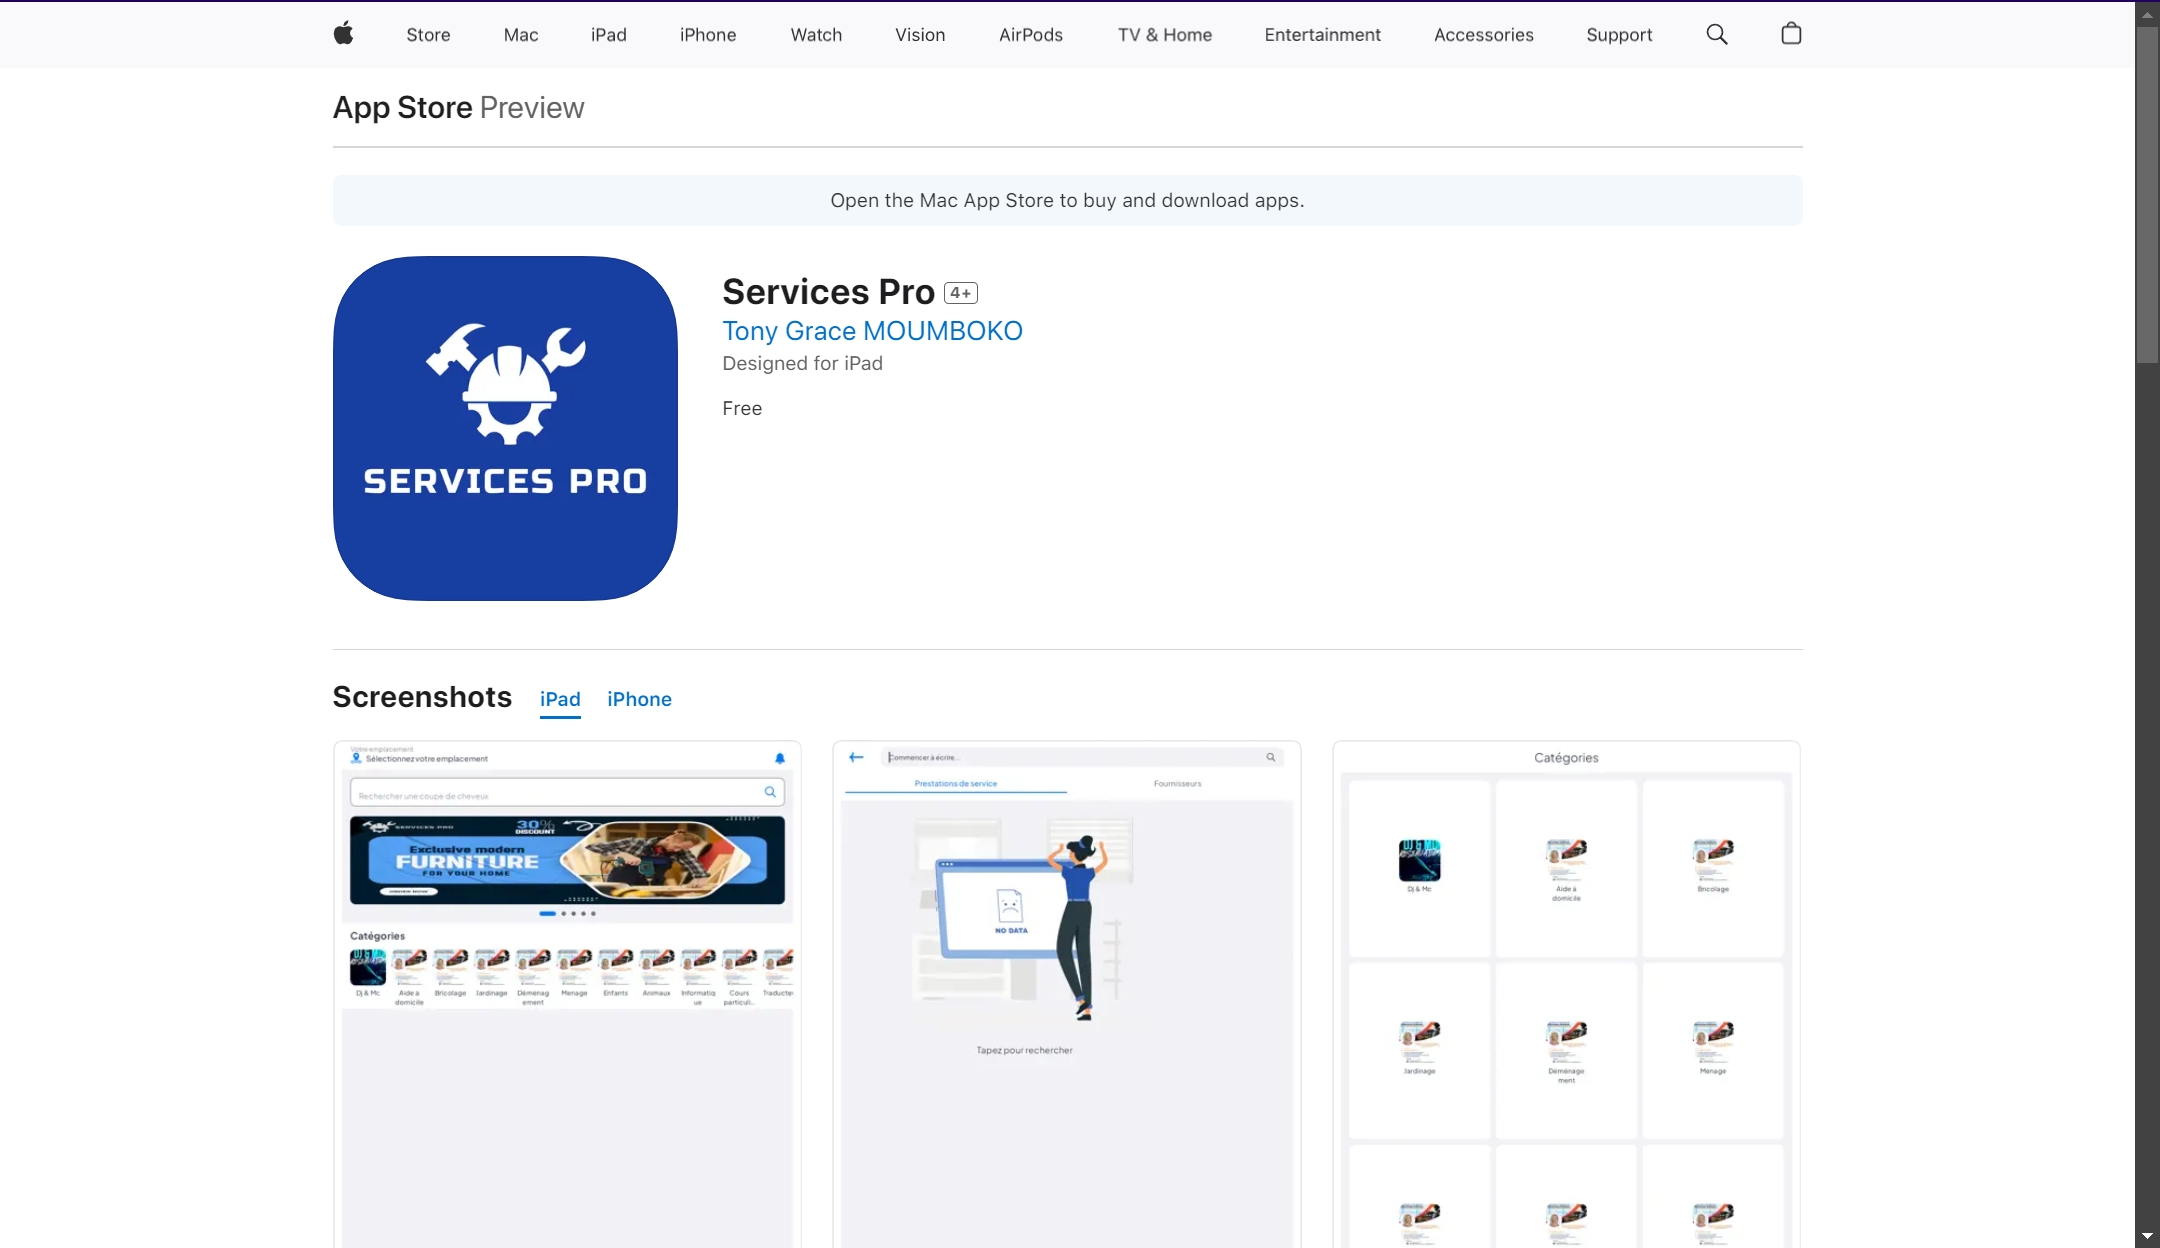 Store Mac iPad iPhone Watch Vision AirPods TV & Home Entertainment Accessories Support
App Store Preview
Open the Mac App Store to buy and download apps.
SERVICES PRO
Services Pro 4+
Tony Grace MOUMBOKO
Designed for iPad
Free
Screenshots iPad iPhone
Votre emplacement
Sélectionnez votre emplacement
Rechercher une coupe de cheveux
SERVICES PRO
30% DISCOUNT
Exclusive modern
FURNITURE
FOR YOUR HOME
ORDER NOW
Catégories
Dj & Mc
Aide à domicile
Bricolage
Jardinage
Déménagement
Menage
Enfants
Animaux
Informatique
Cours particuli...
Traducte
Commencer à écrire...
Prestations de service Fournisseurs
NO DATA
Tapez pour rechercher
Catégories
DJ & MC
Dj & Mc
Aide à domicile
Bricolage
Jardinage
Déménagement
Menage